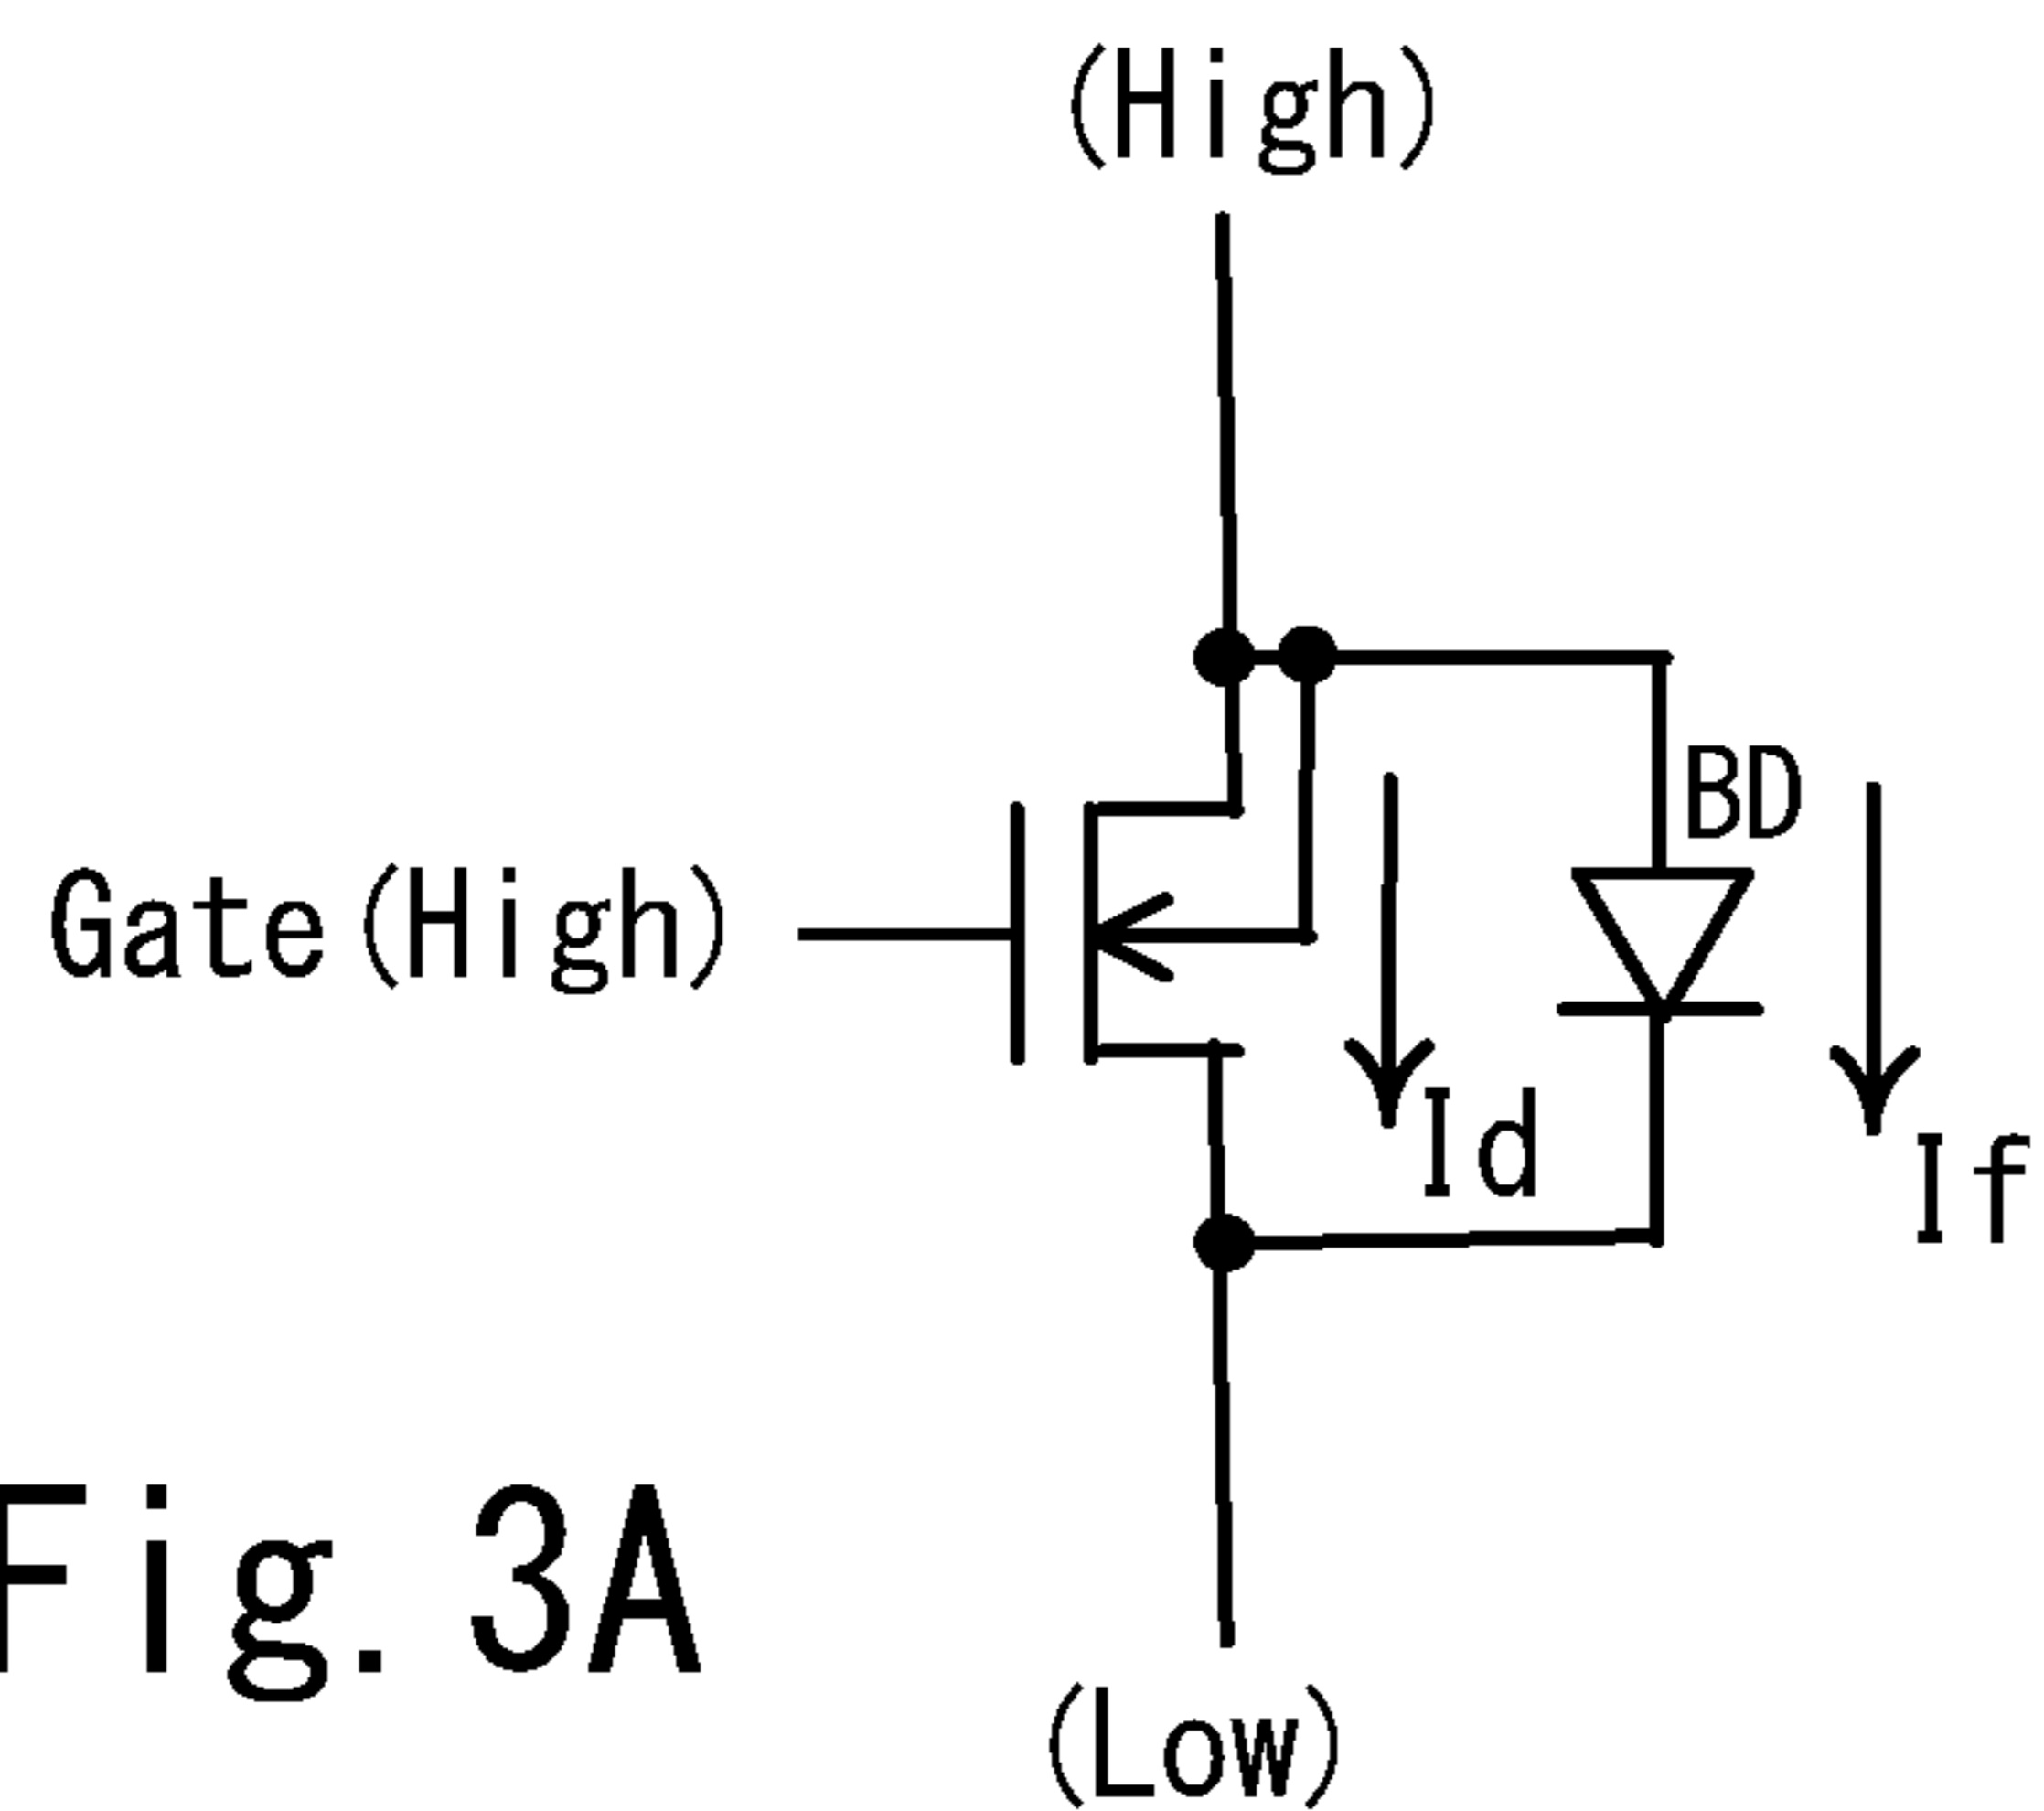 (High)
BD
Gate(High)
Id
If
Fig. 3A
(Low)